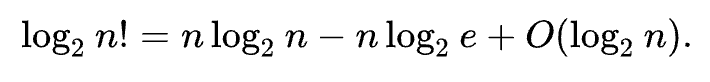 log₂ n! = n log₂ n − n log₂ e + O(log₂ n).